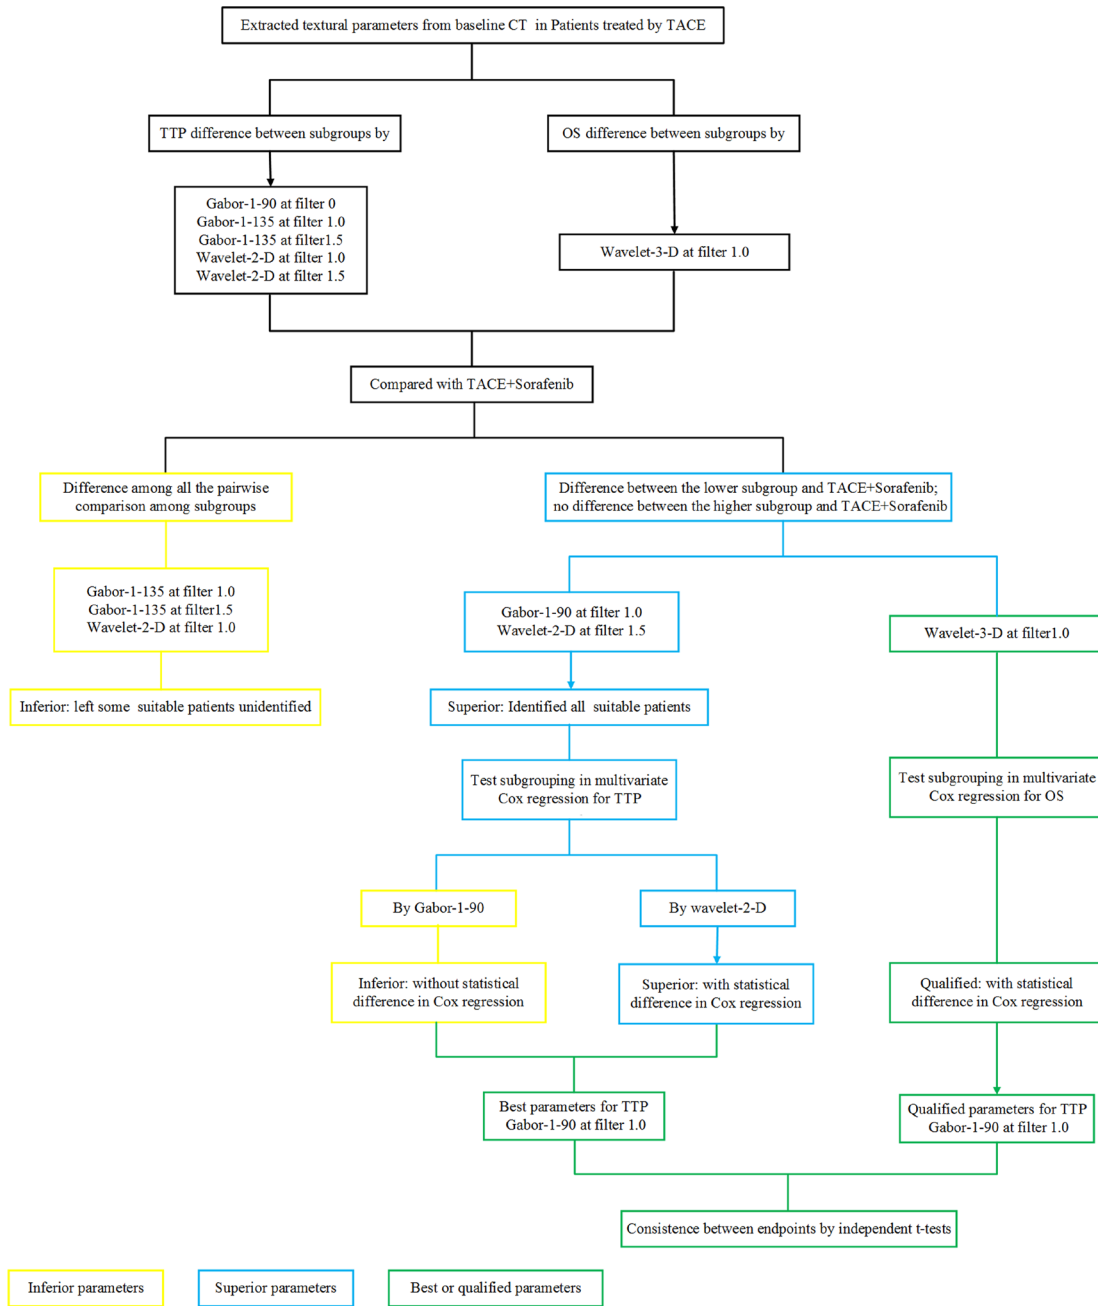 Extracted textural parameters from baseline CT in Patients treated by TACE
TTP difference between subgroups by
OS difference between subgroups by
Gabor-1-90 at filter 0
Gabor-1-135 at filter 1.0
Gabor-1-135 at filter1.5
Wavelet-2-D at filter 1.0
Wavelet-2-D at filter 1.5
Wavelet-3-D at filter 1.0
Compared with TACE+Sorafenib
Difference among all the pairwise
comparison among subgroups
Difference between the lower subgroup and TACE+Sorafenib;
no difference between the higher subgroup and TACE+Sorafenib
Gabor-1-135 at filter 1.0
Gabor-1-135 at filter1.5
Wavelet-2-D at filter 1.0
Gabor-1-90 at filter 1.0
Wavelet-2-D at filter 1.5
Wavelet-3-D at filter1.0
Inferior: left some suitable patients unidentified
Superior: Identified all suitable patients
Test subgrouping in multivariate
Cox regression for TTP
Test subgrouping in multivariate
Cox regression for OS
By Gabor-1-90
By wavelet-2-D
Inferior: without statistical
difference in Cox regression
Superior: with statistical
difference in Cox regression
Qualified: with statistical
difference in Cox regression
Best parameters for TTP
Gabor-1-90 at filter 1.0
Qualified parameters for TTP
Gabor-1-90 at filter 1.0
Consistence between endpoints by independent t-tests
Inferior parameters
Superior parameters
Best or qualified parameters